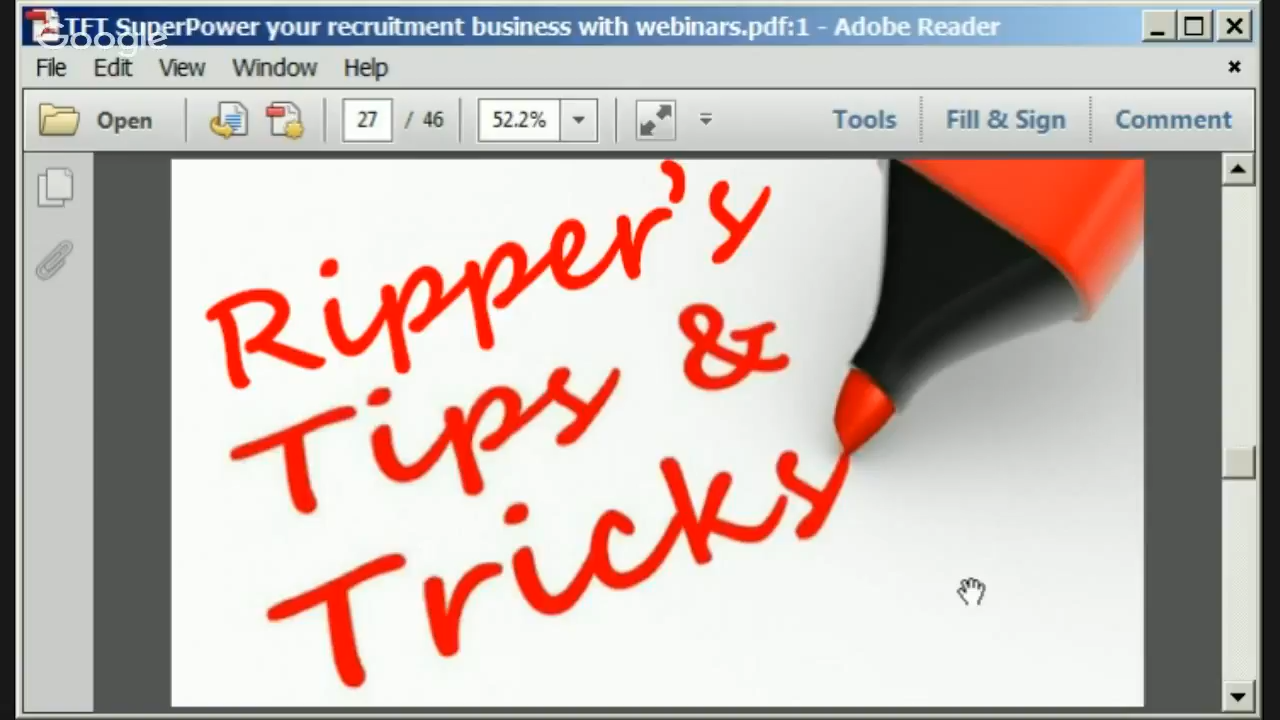 TFT SuperPower your recruitment business with webinars.pdf:1 - Adobe Reader
Google
File Edit View Window Help
Open 27 / 46 52.2% Tools Fill & Sign Comment
Ripper's
Tips &
Tricks